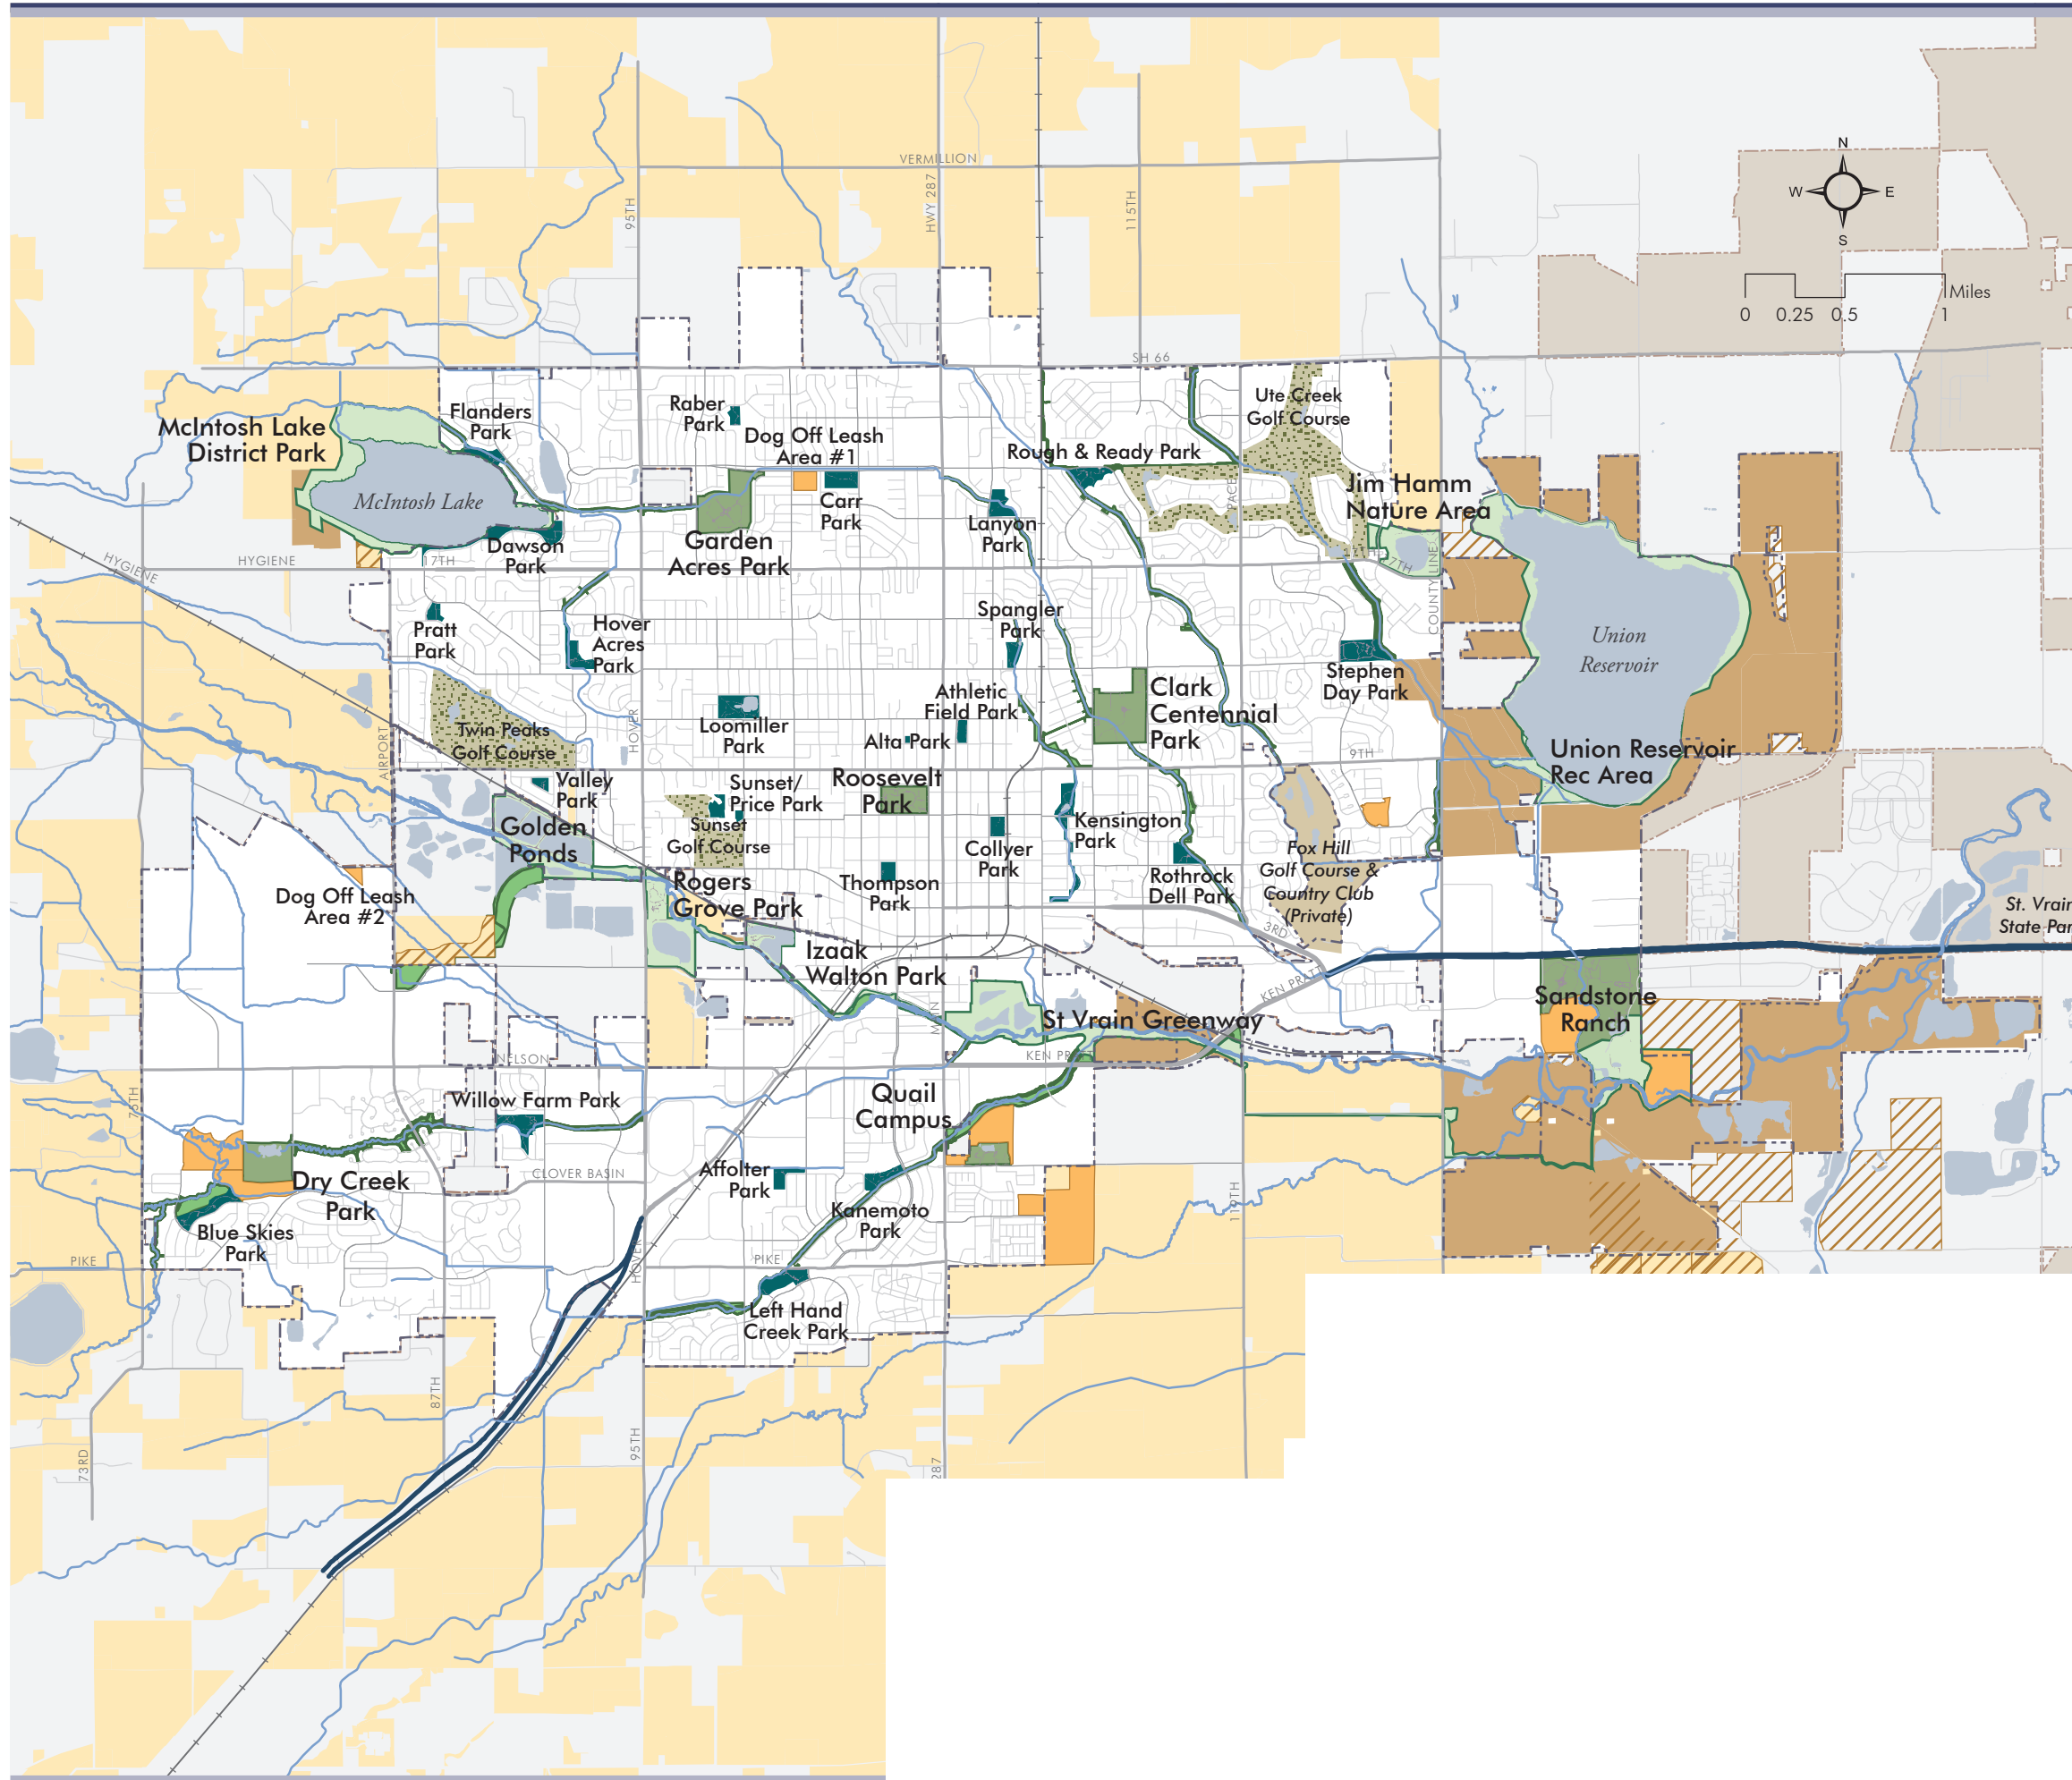 VERMILLION
95TH
HWY 287
115TH
N
W
E
S
Miles
0
0.25
0.5
1
SH 66
Raber
Park
Flanders
Park
McIntosh Lake
District Park
McIntosh Lake
Dog Off Leash
Area #1
Carr
Park
Rough & Ready Park
Ute Creek
Golf Course
PACE
Jim Hamm
Nature Area
Lanyon
Park
Garden
Acres Park
Dawson
Park
HYGIENE
HYGIENE
17TH
17TH
COUNTY LINE
Pratt
Park
Hover
Acres
Park
Spangler
Park
Union
Reservoir
Stephen
Day Park
Clark
Centennial
Park
Athletic
Field Park
Loomiller
Park
Alta Park
Twin Peaks
Golf Course
HOVER
AIRPORT
9TH
Union Reservoir
Rec Area
Valley
Park
Sunset/
Price Park
Roosevelt
Park
Sunset
Golf Course
Golden
Ponds
Kensington
Park
Collyer
Park
Fox Hill
Golf Course &
Country Club
(Private)
Rothrock
Dell Park
Thompson
Park
Rogers
Grove Park
Dog Off Leash
Area #2
3RD
St. Vrain
State Par
Izaak
Walton Park
KEN PRATT
MAIN
Sandstone
Ranch
St Vrain Greenway
KEN PRATT
NELSON
75TH
Quail
Campus
Willow Farm Park
CLOVER BASIN
Affolter
Park
Dry Creek
Park
Kanemoto
Park
119TH
Blue Skies
Park
PIKE
PIKE
HOVER
Left Hand
Creek Park
87TH
73RD
95TH
287